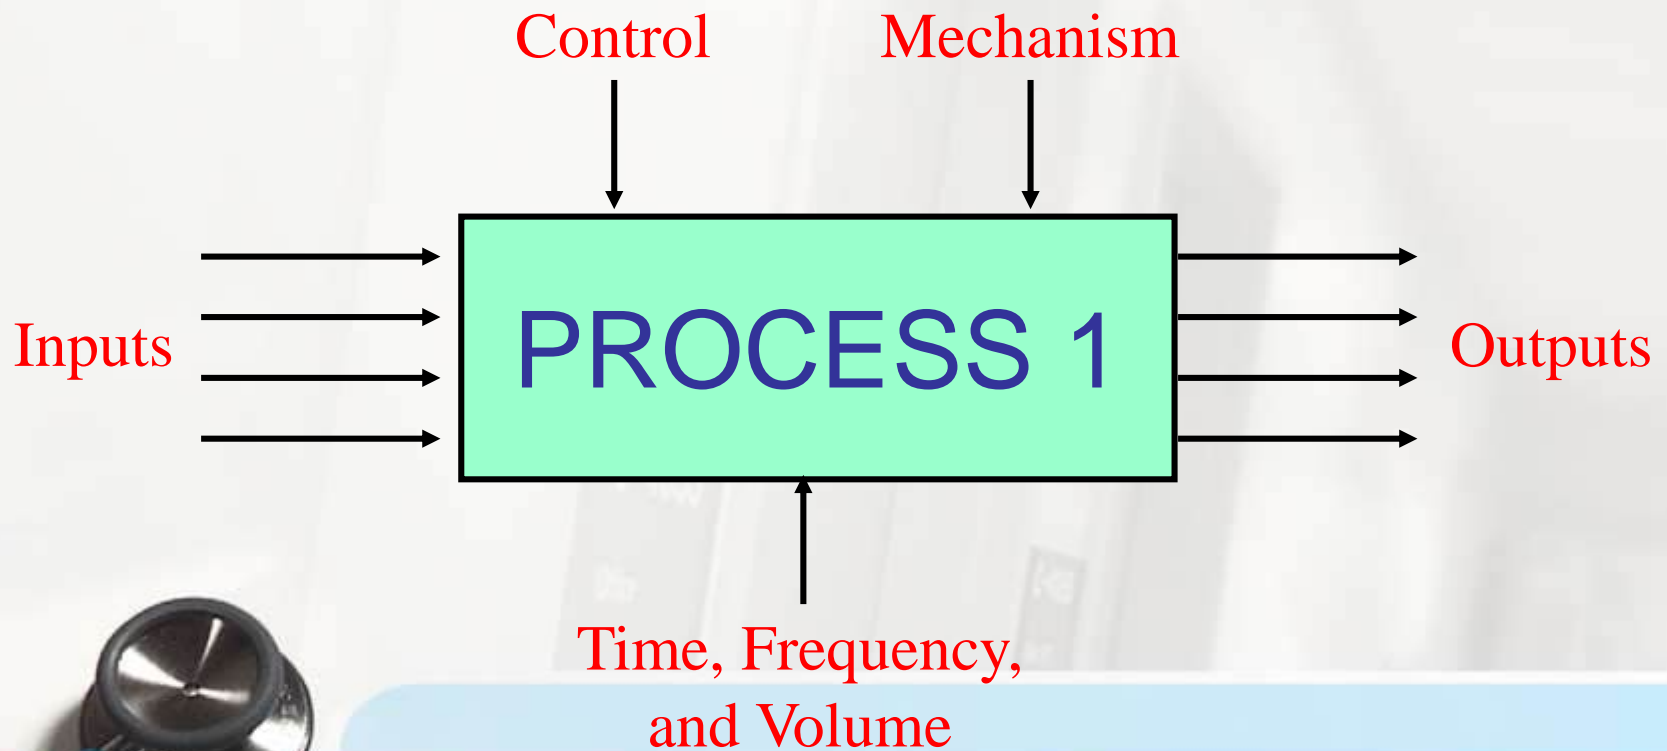 Control
Mechanism
Inputs
PROCESS 1
Outputs
Time, Frequency,
and Volume